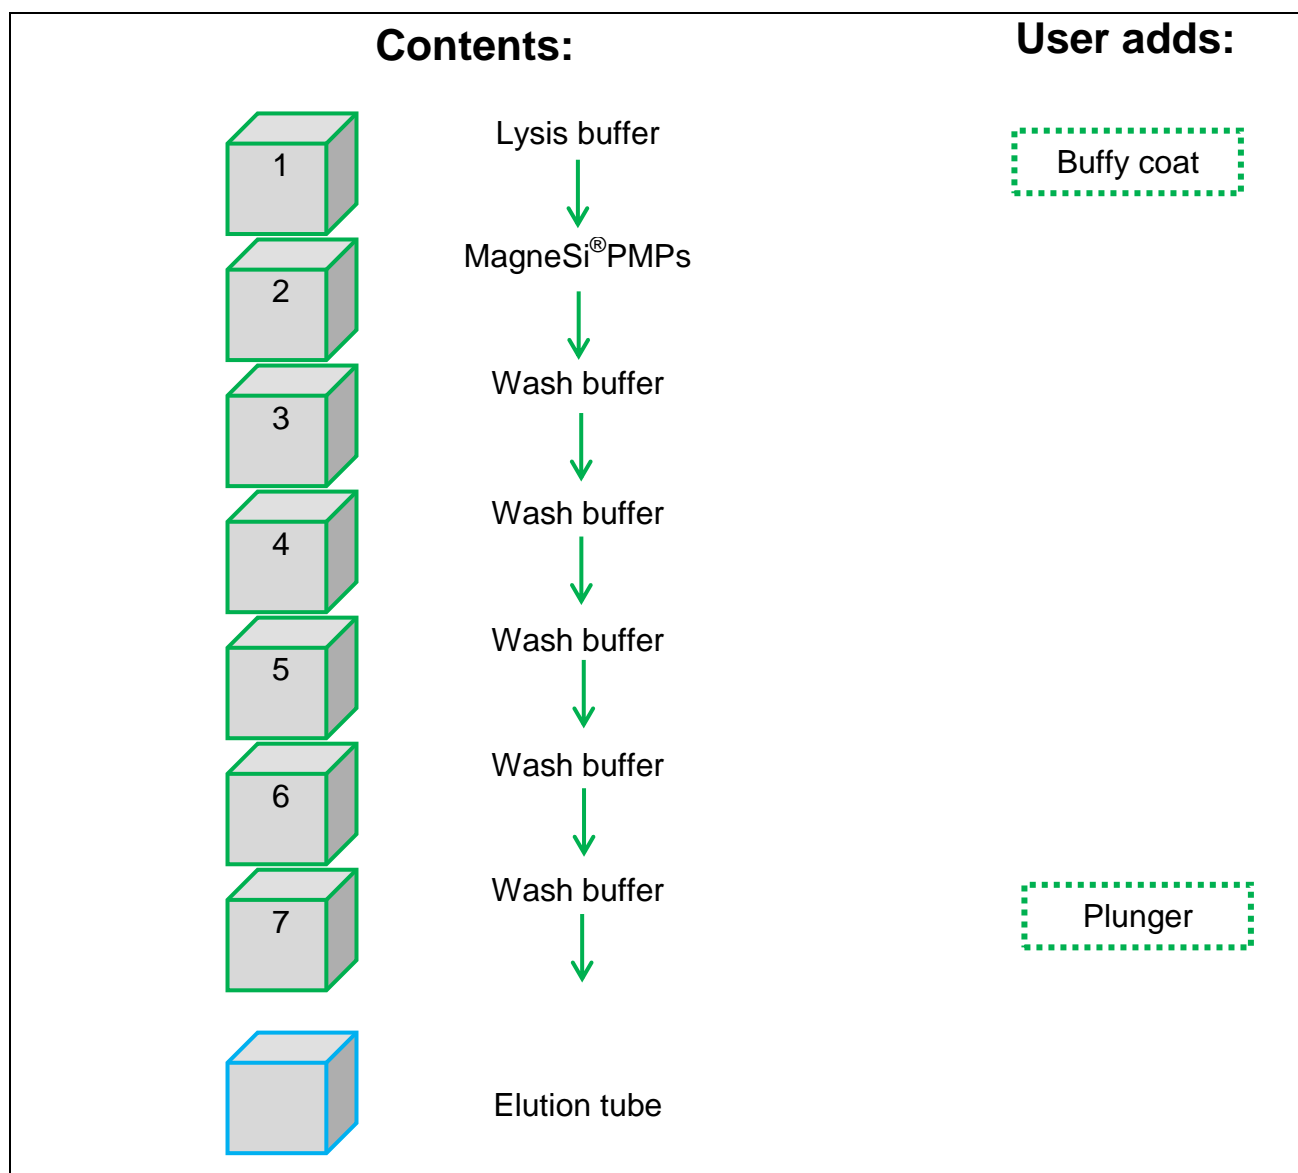 Contents:
User adds:
1
Lysis buffer
Buffy coat
2
MagneSi®PMPs
3
Wash buffer
4
Wash buffer
5
Wash buffer
6
Wash buffer
7
Wash buffer
Plunger
Elution tube